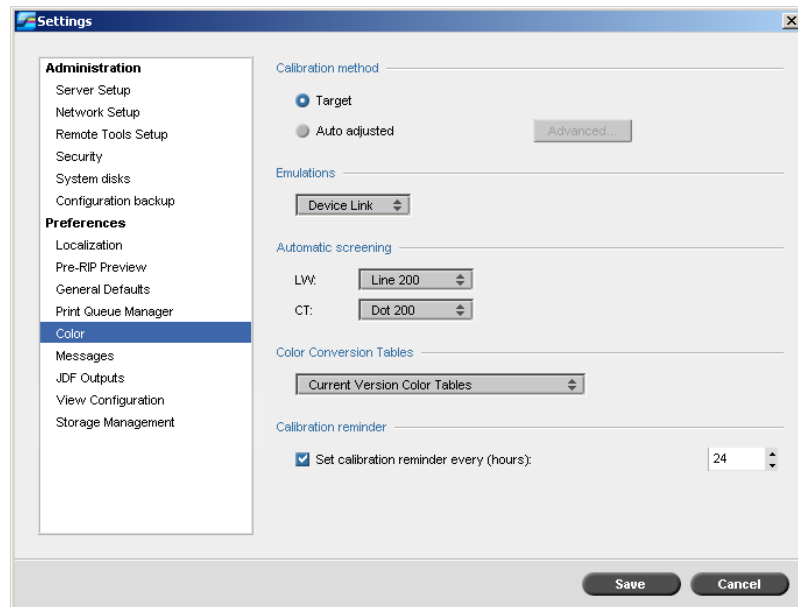 Settings
Administration
Server Setup
Network Setup
Remote Tools Setup
Security
System disks
Configuration backup
Preferences
Localization
Pre-RIP Preview
General Defaults
Print Queue Manager
Color
Messages
JDF Outputs
View Configuration
Storage Management
Calibration method
Target
Auto adjusted
Advanced...
Emulations
Device Link
Automatic screening
LW: Line 200
CT: Dot 200
Color Conversion Tables
Current Version Color Tables
Calibration reminder
Set calibration reminder every (hours): 24
Save Cancel